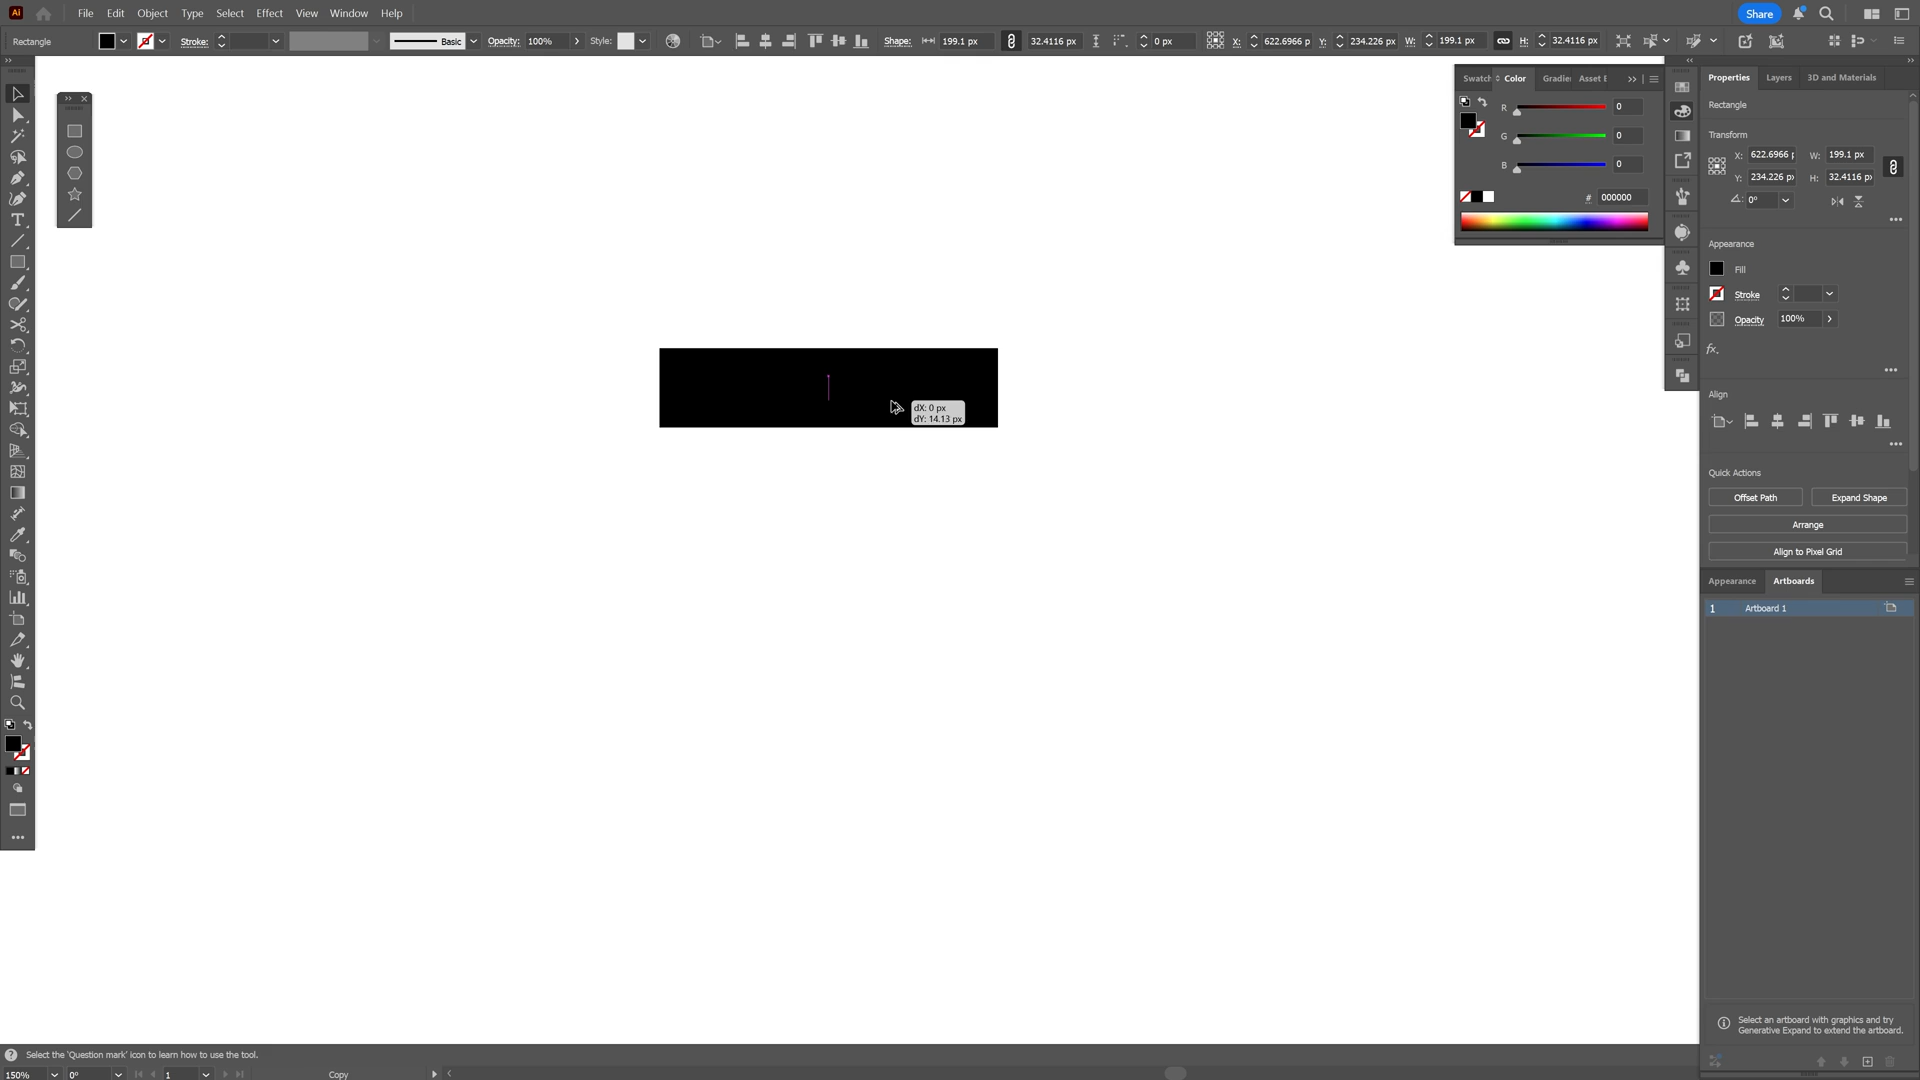 Ai File Edit Object Type Select Effect View Window Help Share
Rectangle Stroke: Basic Opacity: 100% Style: Shape: 199.1 px 32.4116 px 0 px X: 622.6966 p Y: 234.226 px W: 199.1 px H: 32.4116 px
Swatch Color Gradien Asset E
R 0
G 0
B 0
# 000000
Properties Layers 3D and Materials
Rectangle
Transform
X: 622.6966 p W: 199.1 px
Y: 234.226 px H: 32.4116 px
0°
Appearance
Fill
Stroke
Opacity 100%
fx.
Align
Quick Actions
Offset Path Expand Shape
Arrange
Align to Pixel Grid
Appearance Artboards
1 Artboard 1
Select an artboard with graphics and try
Generative Expand to extend the artboard.
dX: 0 px
dY: 14.13 px
Select the 'Question mark' icon to learn how to use the tool.
150% 0° 1 Copy